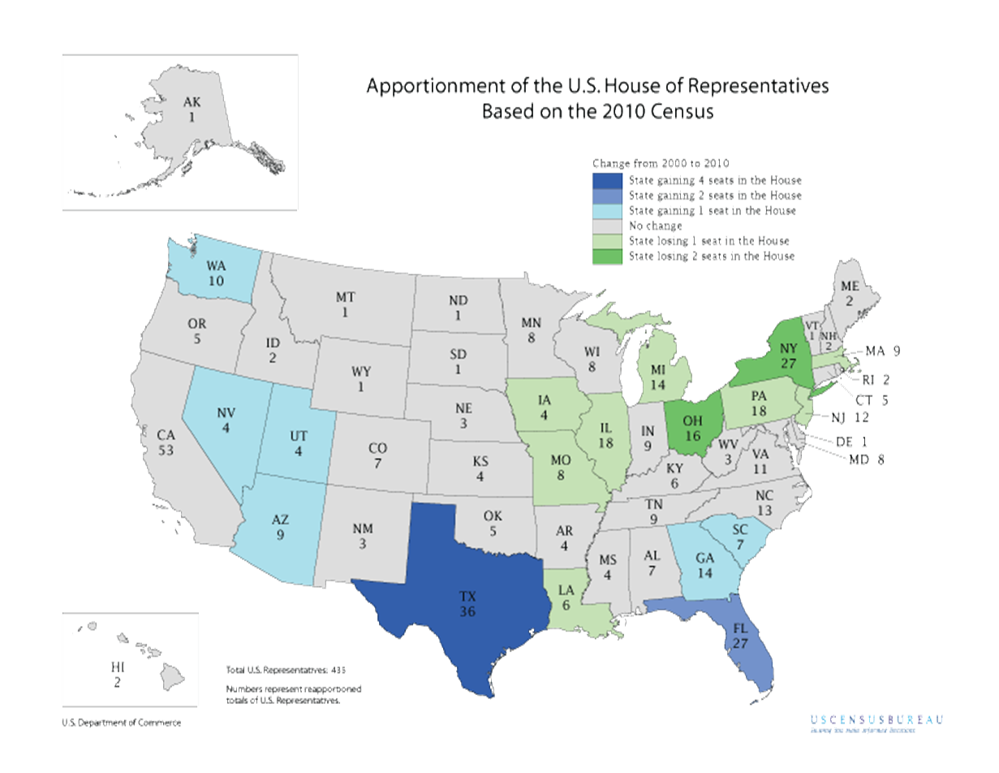 Apportionment of the U.S. House of Representatives
Based on the 2010 Census
AK
1
Change from 2000 to 2010
State gaining 4 seats in the House
State gaining 2 seats in the House
State gaining 1 seat in the House
No change
State losing 1 seat in the House
State losing 2 seats in the House
WA
10
MT
1
ND
1
MN
8
ME
2
VT
1
NH
2
OR
5
ID
2
SD
1
WI
8
MI
14
NY
27
MA 9
RI 2
CT 5
NJ 12
WY
1
IA
4
PA
18
NV
4
UT
4
NE
3
IL
18
IN
9
OH
16
CA
53
CO
7
KS
4
MO
8
KY
6
WV
3
VA
11
DE 1
MD 8
AZ
9
NM
3
OK
5
AR
4
TN
9
NC
13
SC
7
MS
4
AL
7
GA
14
TX
36
LA
6
FL
27
HI
2
Total U.S. Representatives: 435
Numbers represent reapportioned
totals of U.S. Representatives.
U.S. Department of Commerce
USCENSUSBUREAU